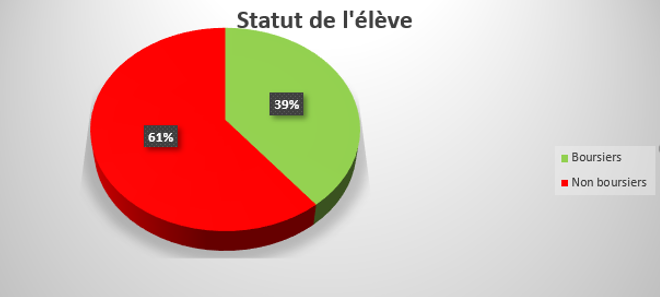 Statut de l'élève
39%
61%
Boursiers
Non boursiers